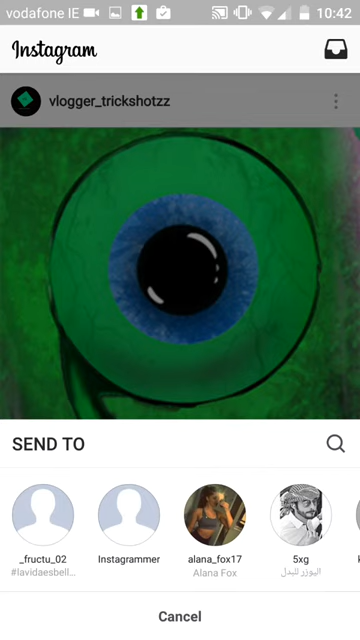 vodafone IE 10:42
Instagram
vlogger_trickshotzz
SEND TO
_fructu_02
Instagrammer
alana_fox17
5xg
#lavidaesbell...
Alana Fox
اليوزر للبدل
Cancel